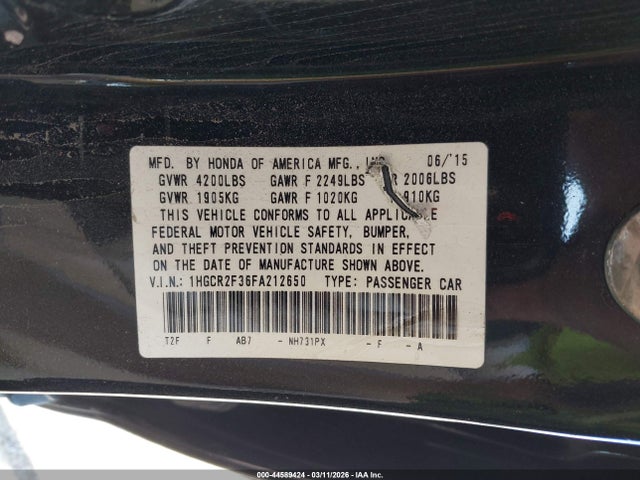 MFD. BY HONDA OF AMERICA MFG., INC. 06/'15
GVWR 4200LBS GAWR F 2249LBS R 2006LBS
GVWR 1905KG GAWR F 1020KG 910KG
THIS VEHICLE CONFORMS TO ALL APPLICABLE
FEDERAL MOTOR VEHICLE SAFETY, BUMPER,
AND THEFT PREVENTION STANDARDS IN EFFECT
ON THE DATE OF MANUFACTURE SHOWN ABOVE.
V.I.N.: 1HGCR2F36FA212650 TYPE: PASSENGER CAR
T2F F AB7 - NH731PX - F - A
000-44589424 - 03/11/2026 - IAA Inc.